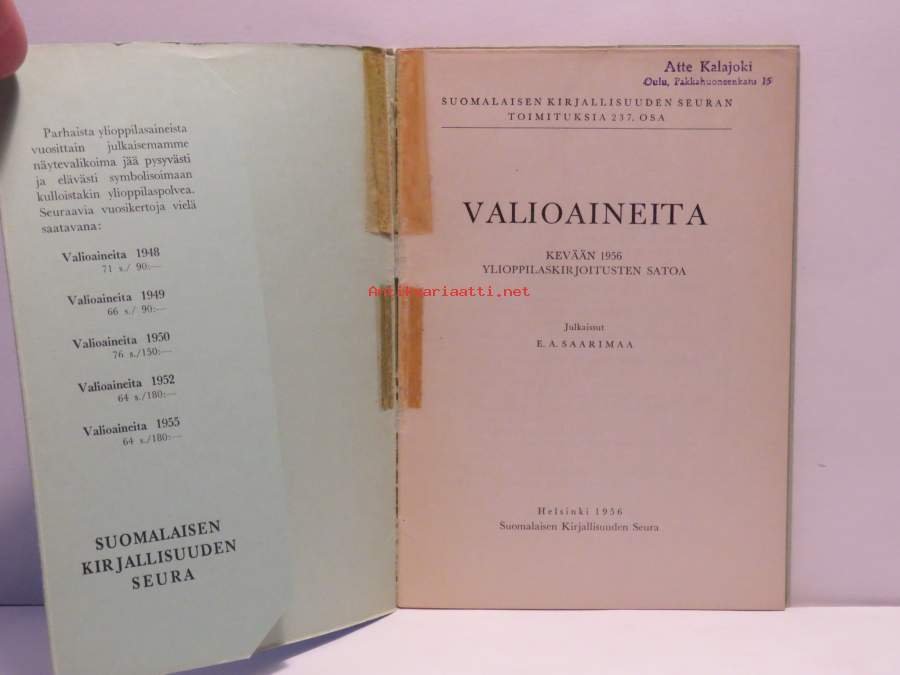 Parhaista ylioppilasaineista
vuosittain julkaisemamme
näytevalikoima jää pysyvästi
ja elävästi symbolisoimaan
kulloistakin ylioppilaspolvea.
Seuraavia vuosikertoja vielä
saatavana:
Valioaineita 1948
71 s./ 90:—
Valioaineita 1949
66 s./ 90:—
Valioaineita 1950
76 s./150:—
Valioaineita 1952
64 s./180:—
Valioaineita 1955
64 s./180:—
SUOMALAISEN
KIRJALLISUUDEN
SEURA
Atte Kalajoki
Oulu, Pakkahuoneenkatu 15
SUOMALAISEN KIRJALLISUUDEN SEURAN
TOIMITUKSIA 237. OSA
VALIOAINEITA
KEVÄÄN 1956
YLIOPPILASKIRJOITUSTEN SATOA
Antikvariaatti.net
Julkaissut
E. A. SAARIMAA
Helsinki 1956
Suomalaisen Kirjallisuuden Seura